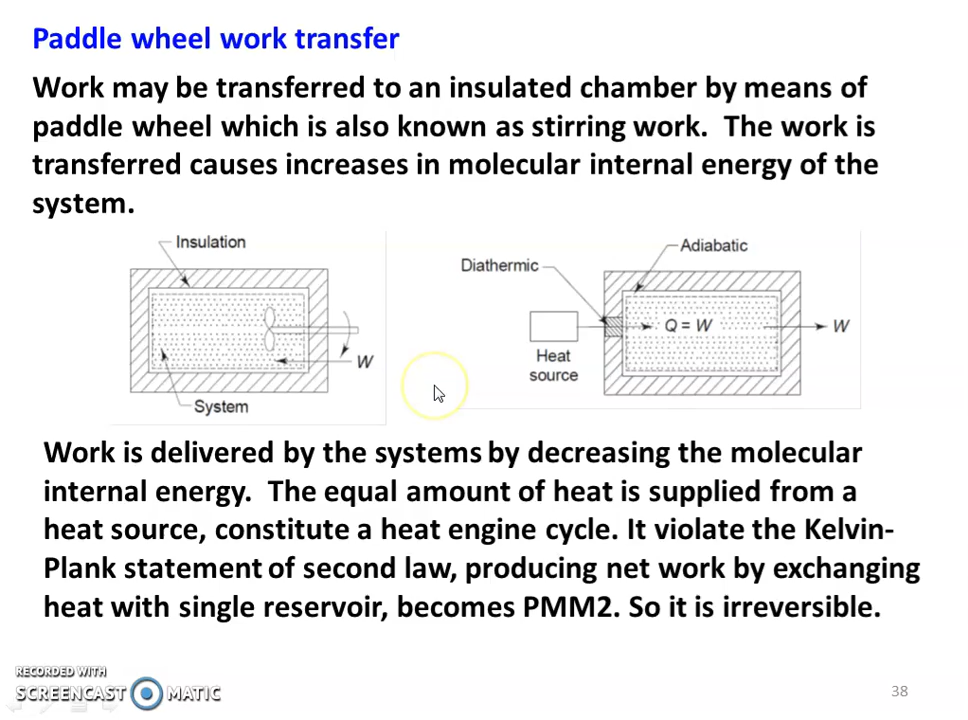 Paddle wheel work transfer
Work may be transferred to an insulated chamber by means of
paddle wheel which is also known as stirring work.  The work is
transferred causes increases in molecular internal energy of the
system.
Insulation
W
System
Adiabatic
Diathermic
Q = W
W
Heat
source
Work is delivered by the systems by decreasing the molecular
internal energy.  The equal amount of heat is supplied from a
heat source, constitute a heat engine cycle. It violate the Kelvin-
Plank statement of second law, producing net work by exchanging
heat with single reservoir, becomes PMM2. So it is irreversible.
RECORDED WITH
SCREENCAST MATIC
38